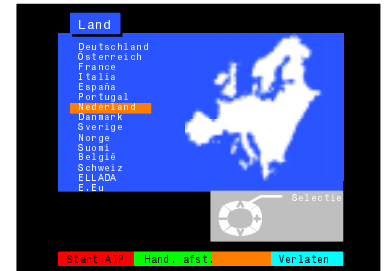 Land
Deutschland
Österreich
France
Italia
España
Portugal
Nederland
Danmark
Sverige
Norge
Suomi
België
Schweiz
ELLADA
E.Eu
Selectie
Start ATP Hand. afst. Verlaten